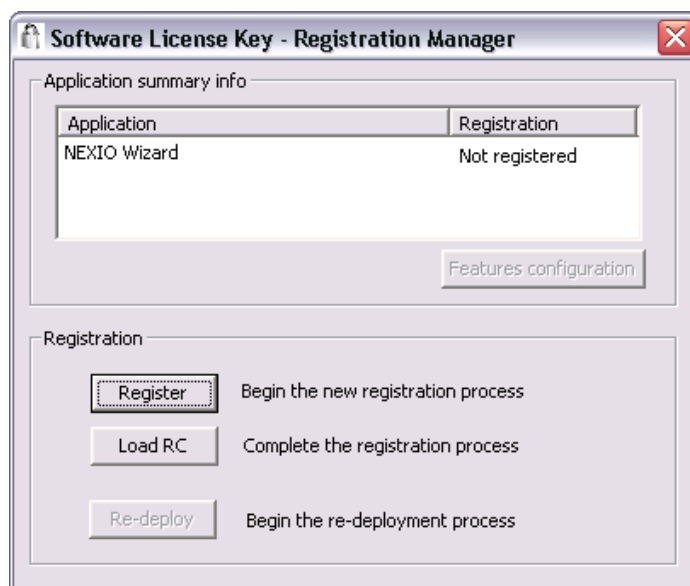 Software License Key - Registration Manager
Application summary info
Application Registration
NEXIO Wizard Not registered
Features configuration
Registration
Register Begin the new registration process
Load RC Complete the registration process
Re-deploy Begin the re-deployment process